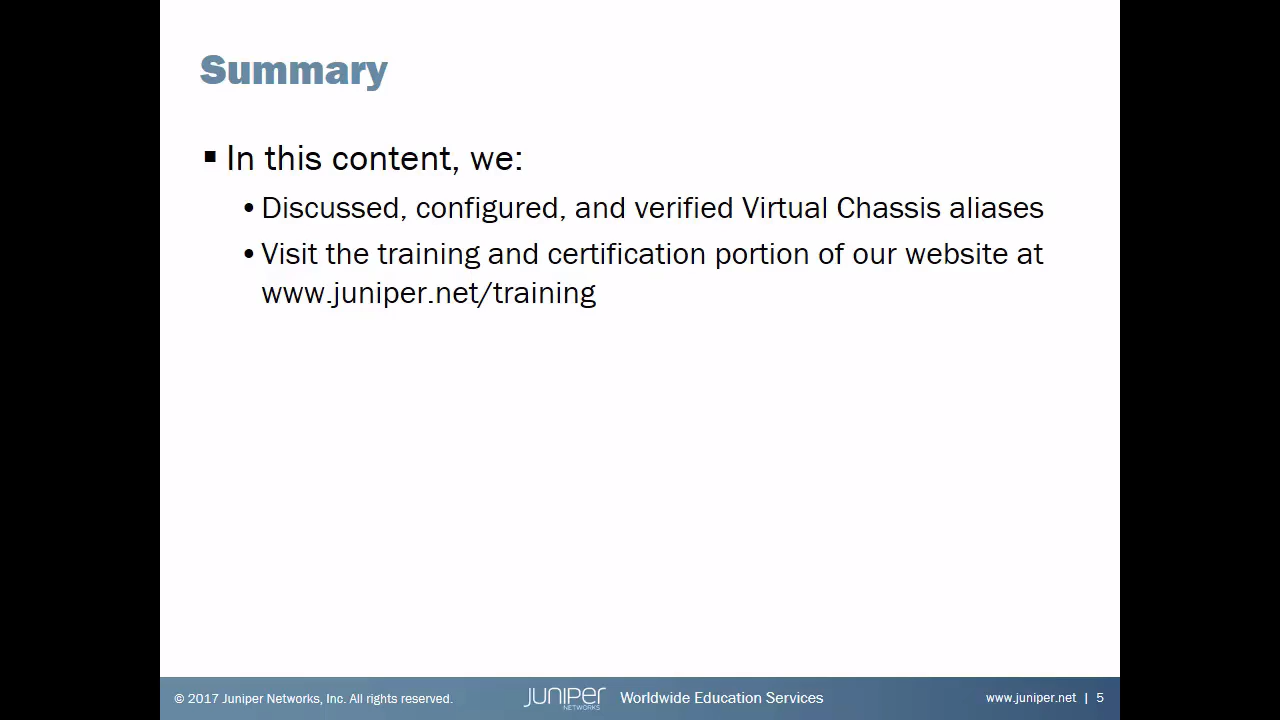 Summary
▪ In this content, we:
• Discussed, configured, and verified Virtual Chassis aliases
• Visit the training and certification portion of our website at
www.juniper.net/training
© 2017 Juniper Networks, Inc. All rights reserved.
JUNIPER
NETWORKS
Worldwide Education Services
www.juniper.net | 5